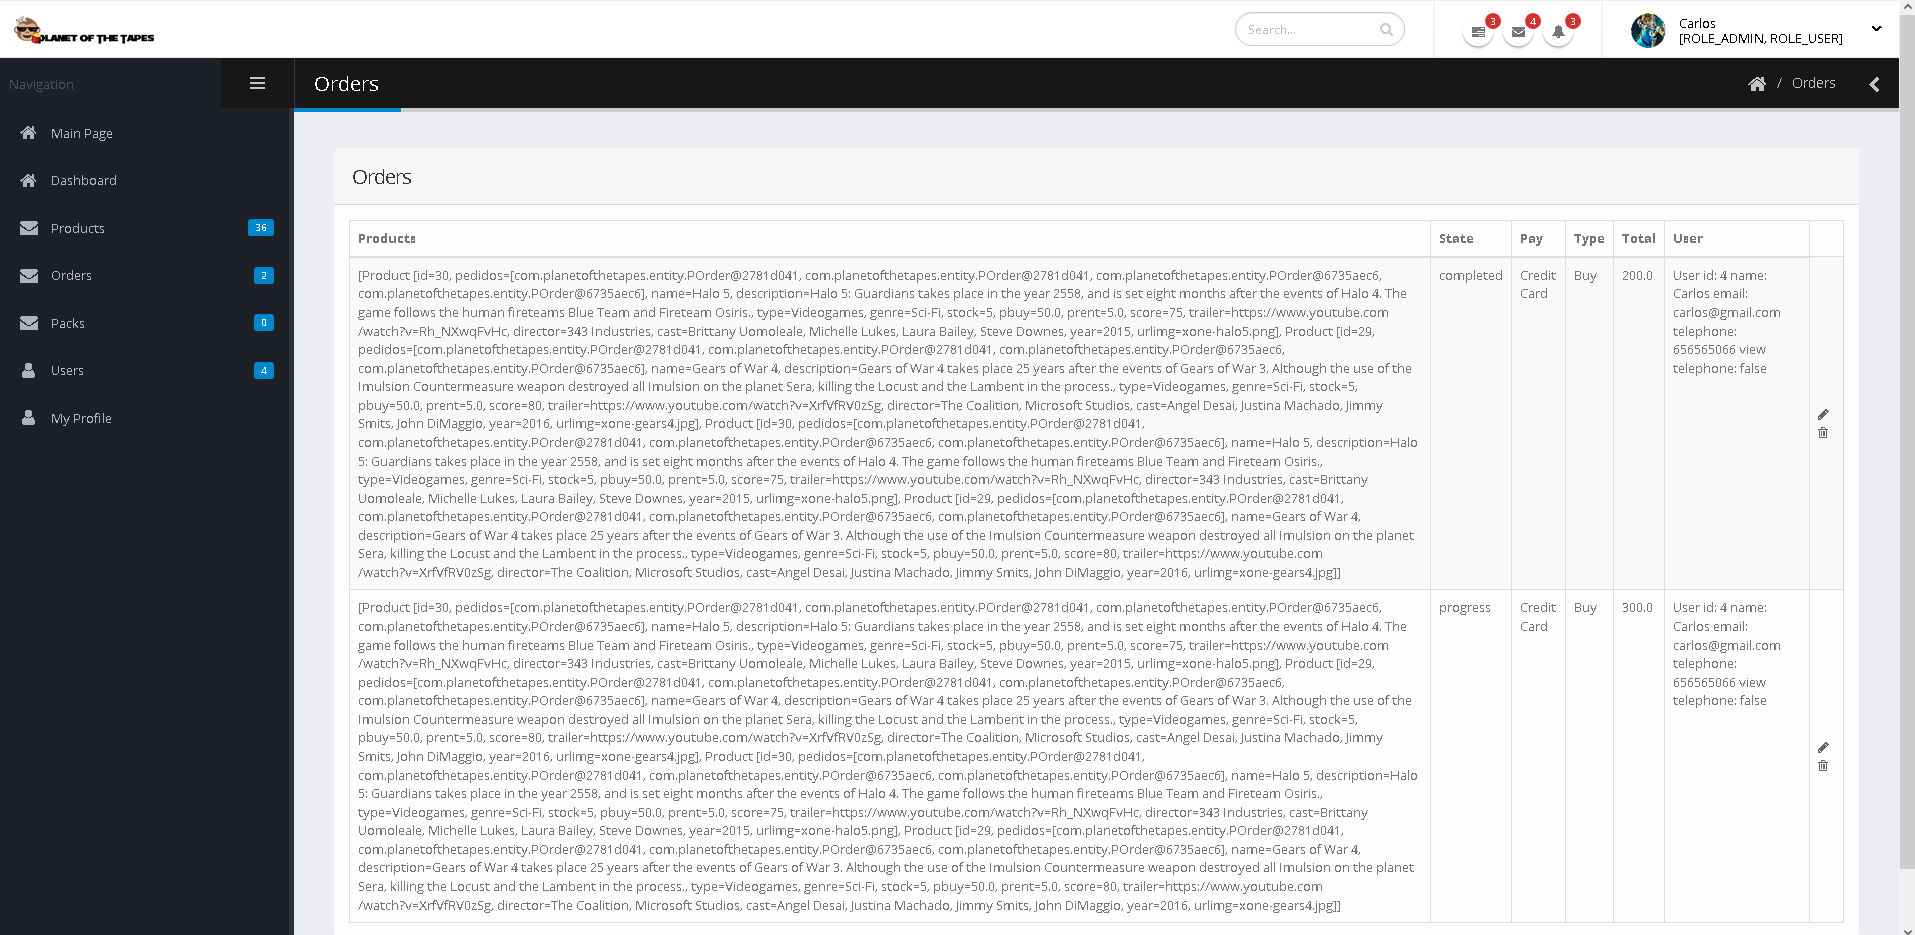 PLANET OF THE TAPES
Search...
3
4
3
Carlos
[ROLE_ADMIN, ROLE_USER]
Navigation
Orders
/ Orders
Main Page
Dashboard
Products 36
Orders 2
Packs 0
Users 4
My Profile
Orders
Products State Pay Type Total User
[Product [id=30, pedidos=[com.planetofthetapes.entity.POrder@2781d041, com.planetofthetapes.entity.POrder@2781d041, com.planetofthetapes.entity.POrder@6735aec6,
com.planetofthetapes.entity.POrder@6735aec6], name=Halo 5, description=Halo 5: Guardians takes place in the year 2558, and is set eight months after the events of Halo 4. The
game follows the human fireteams Blue Team and Fireteam Osiris., type=Videogames, genre=Sci-Fi, stock=5, pbuy=50.0, prent=5.0, score=75, trailer=https://www.youtube.com
/watch?v=Rh_NXwqFvHc, director=343 Industries, cast=Brittany Uomoleale, Michelle Lukes, Laura Bailey, Steve Downes, year=2015, urlimg=xone-halo5.png], Product [id=29,
pedidos=[com.planetofthetapes.entity.POrder@2781d041, com.planetofthetapes.entity.POrder@2781d041, com.planetofthetapes.entity.POrder@6735aec6,
com.planetofthetapes.entity.POrder@6735aec6], name=Gears of War 4, description=Gears of War 4 takes place 25 years after the events of Gears of War 3. Although the use of the
Imulsion Countermeasure weapon destroyed all Imulsion on the planet Sera, killing the Locust and the Lambent in the process., type=Videogames, genre=Sci-Fi, stock=5,
pbuy=50.0, prent=5.0, score=80, trailer=https://www.youtube.com/watch?v=XrfVfRV0zSg, director=The Coalition, Microsoft Studios, cast=Angel Desai, Justina Machado, Jimmy
Smits, John DiMaggio, year=2016, urlimg=xone-gears4.jpg], Product [id=30, pedidos=[com.planetofthetapes.entity.POrder@2781d041,
com.planetofthetapes.entity.POrder@2781d041, com.planetofthetapes.entity.POrder@6735aec6, com.planetofthetapes.entity.POrder@6735aec6], name=Halo 5, description=Halo
5: Guardians takes place in the year 2558, and is set eight months after the events of Halo 4. The game follows the human fireteams Blue Team and Fireteam Osiris.,
type=Videogames, genre=Sci-Fi, stock=5, pbuy=50.0, prent=5.0, score=75, trailer=https://www.youtube.com/watch?v=Rh_NXwqFvHc, director=343 Industries, cast=Brittany
Uomoleale, Michelle Lukes, Laura Bailey, Steve Downes, year=2015, urlimg=xone-halo5.png], Product [id=29, pedidos=[com.planetofthetapes.entity.POrder@2781d041,
com.planetofthetapes.entity.POrder@2781d041, com.planetofthetapes.entity.POrder@6735aec6, com.planetofthetapes.entity.POrder@6735aec6], name=Gears of War 4,
description=Gears of War 4 takes place 25 years after the events of Gears of War 3. Although the use of the Imulsion Countermeasure weapon destroyed all Imulsion on the planet
Sera, killing the Locust and the Lambent in the process., type=Videogames, genre=Sci-Fi, stock=5, pbuy=50.0, prent=5.0, score=80, trailer=https://www.youtube.com
/watch?v=XrfVfRV0zSg, director=The Coalition, Microsoft Studios, cast=Angel Desai, Justina Machado, Jimmy Smits, John DiMaggio, year=2016, urlimg=xone-gears4.jpg]]
completed
Credit
Card
Buy
200.0
User id: 4 name:
Carlos email:
carlos@gmail.com
telephone:
656565066 view
telephone: false
[Product [id=30, pedidos=[com.planetofthetapes.entity.POrder@2781d041, com.planetofthetapes.entity.POrder@2781d041, com.planetofthetapes.entity.POrder@6735aec6,
com.planetofthetapes.entity.POrder@6735aec6], name=Halo 5, description=Halo 5: Guardians takes place in the year 2558, and is set eight months after the events of Halo 4. The
game follows the human fireteams Blue Team and Fireteam Osiris., type=Videogames, genre=Sci-Fi, stock=5, pbuy=50.0, prent=5.0, score=75, trailer=https://www.youtube.com
/watch?v=Rh_NXwqFvHc, director=343 Industries, cast=Brittany Uomoleale, Michelle Lukes, Laura Bailey, Steve Downes, year=2015, urlimg=xone-halo5.png], Product [id=29,
pedidos=[com.planetofthetapes.entity.POrder@2781d041, com.planetofthetapes.entity.POrder@2781d041, com.planetofthetapes.entity.POrder@6735aec6,
com.planetofthetapes.entity.POrder@6735aec6], name=Gears of War 4, description=Gears of War 4 takes place 25 years after the events of Gears of War 3. Although the use of the
Imulsion Countermeasure weapon destroyed all Imulsion on the planet Sera, killing the Locust and the Lambent in the process., type=Videogames, genre=Sci-Fi, stock=5,
pbuy=50.0, prent=5.0, score=80, trailer=https://www.youtube.com/watch?v=XrfVfRV0zSg, director=The Coalition, Microsoft Studios, cast=Angel Desai, Justina Machado, Jimmy
Smits, John DiMaggio, year=2016, urlimg=xone-gears4.jpg], Product [id=30, pedidos=[com.planetofthetapes.entity.POrder@2781d041,
com.planetofthetapes.entity.POrder@2781d041, com.planetofthetapes.entity.POrder@6735aec6, com.planetofthetapes.entity.POrder@6735aec6], name=Halo 5, description=Halo
5: Guardians takes place in the year 2558, and is set eight months after the events of Halo 4. The game follows the human fireteams Blue Team and Fireteam Osiris.,
type=Videogames, genre=Sci-Fi, stock=5, pbuy=50.0, prent=5.0, score=75, trailer=https://www.youtube.com/watch?v=Rh_NXwqFvHc, director=343 Industries, cast=Brittany
Uomoleale, Michelle Lukes, Laura Bailey, Steve Downes, year=2015, urlimg=xone-halo5.png], Product [id=29, pedidos=[com.planetofthetapes.entity.POrder@2781d041,
com.planetofthetapes.entity.POrder@2781d041, com.planetofthetapes.entity.POrder@6735aec6, com.planetofthetapes.entity.POrder@6735aec6], name=Gears of War 4,
description=Gears of War 4 takes place 25 years after the events of Gears of War 3. Although the use of the Imulsion Countermeasure weapon destroyed all Imulsion on the planet
Sera, killing the Locust and the Lambent in the process., type=Videogames, genre=Sci-Fi, stock=5, pbuy=50.0, prent=5.0, score=80, trailer=https://www.youtube.com
/watch?v=XrfVfRV0zSg, director=The Coalition, Microsoft Studios, cast=Angel Desai, Justina Machado, Jimmy Smits, John DiMaggio, year=2016, urlimg=xone-gears4.jpg]]
progress
Credit
Card
Buy
300.0
User id: 4 name:
Carlos email:
carlos@gmail.com
telephone:
656565066 view
telephone: false